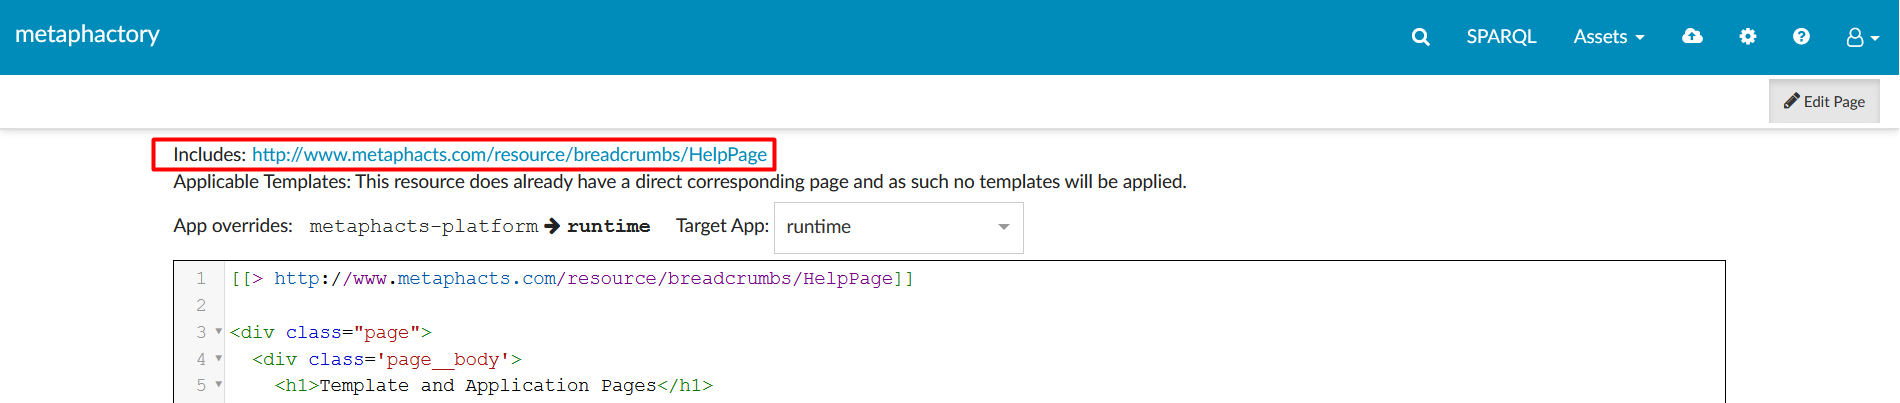 metaphactory
SPARQL Assets
Edit Page
Includes: http://www.metaphacts.com/resource/breadcrumbs/HelpPage
Applicable Templates: This resource does already have a direct corresponding page and as such no templates will be applied.
App overrides: metaphacts-platform → runtime Target App: runtime
1 [[> http://www.metaphacts.com/resource/breadcrumbs/HelpPage]]
2
3 <div class="page">
4 <div class='page__body'>
5 <h1>Template and Application Pages</h1>